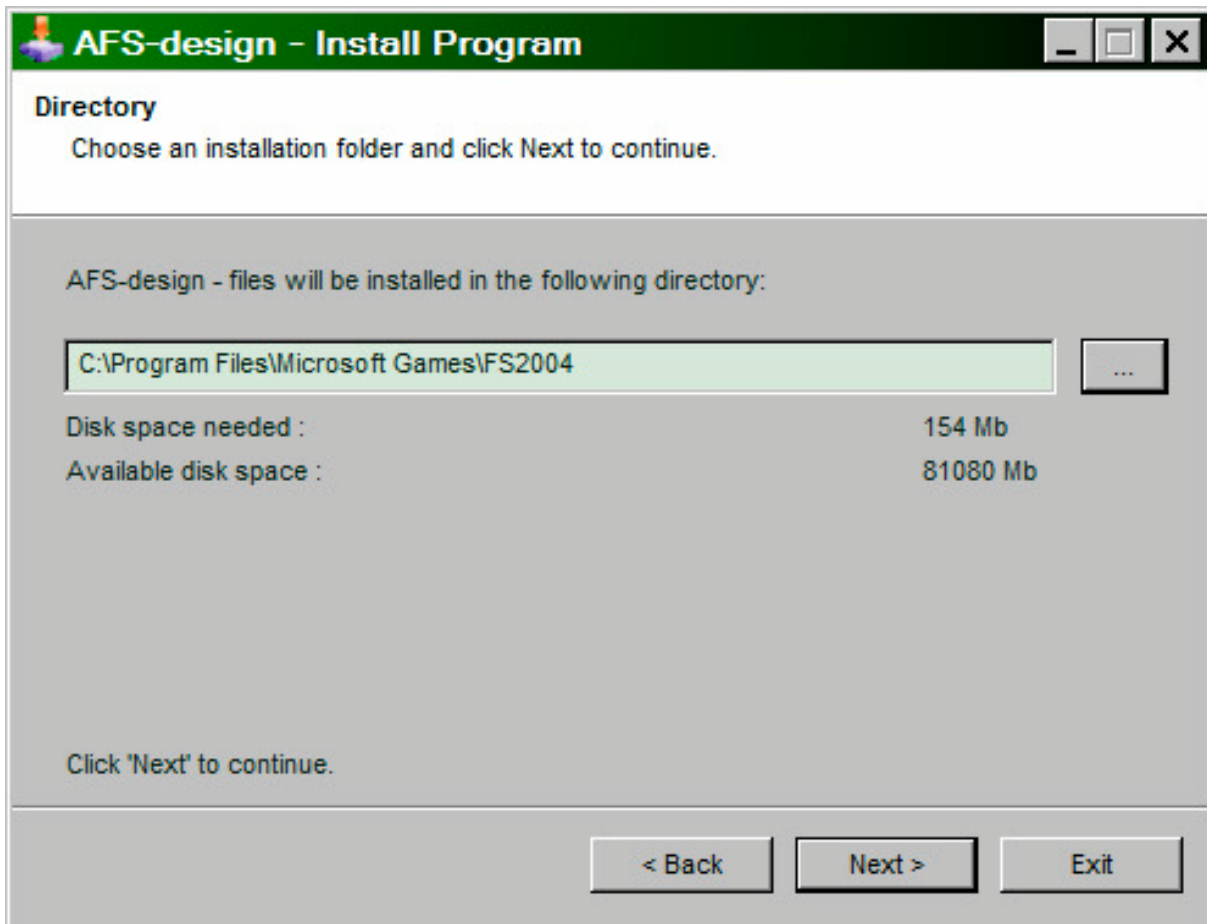 AFS-design - Install Program
Directory
Choose an installation folder and click Next to continue.
AFS-design - files will be installed in the following directory:
C:\Program Files\Microsoft Games\FS2004
...
Disk space needed : 154 Mb
Available disk space : 81080 Mb
Click 'Next' to continue.
< Back Next > Exit